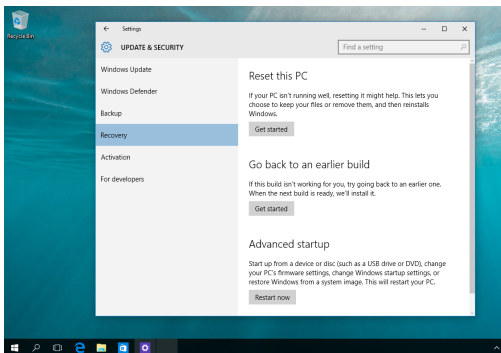 Recycle Bin
Settings
UPDATE & SECURITY
Find a setting
Windows Update
Windows Defender
Backup
Recovery
Activation
For developers
Reset this PC
If your PC isn't running well, resetting it might help. This lets you
choose to keep your files or remove them, and then reinstalls
Windows.
Get started
Go back to an earlier build
If this build isn't working for you, try going back to an earlier one.
When the next build is ready, we'll install it.
Get started
Advanced startup
Start up from a device or disc (such as a USB drive or DVD), change
your PC's firmware settings, change Windows startup settings, or
restore Windows from a system image. This will restart your PC.
Restart now